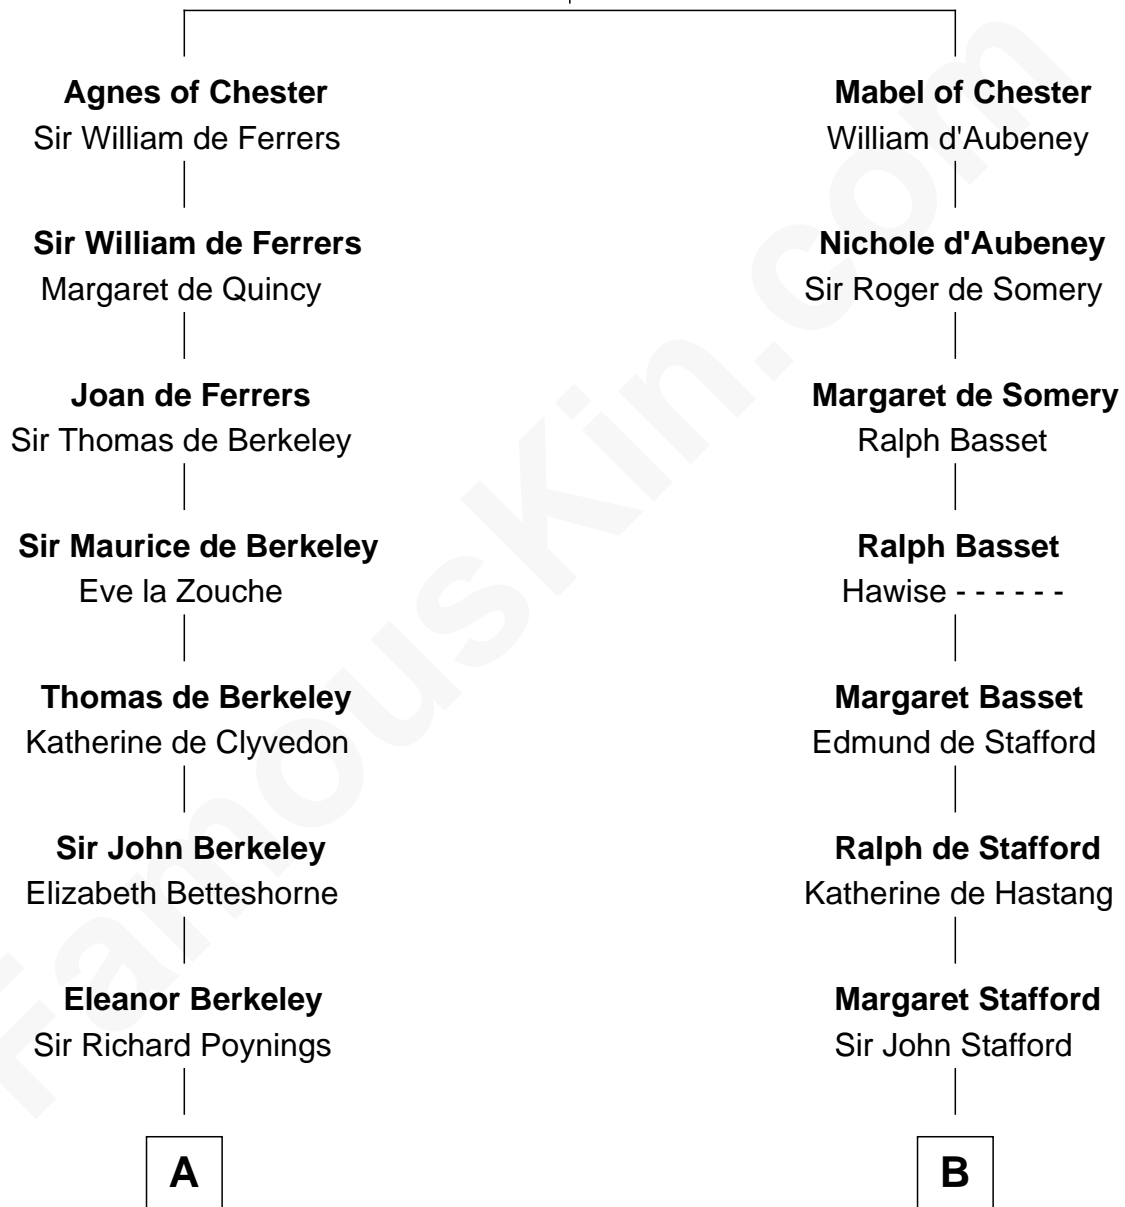 Agnes of Chester
Sir William de Ferrers
Sir William de Ferrers
Margaret de Quincy
Joan de Ferrers
Sir Thomas de Berkeley
Sir Maurice de Berkeley
Eve la Zouche
Thomas de Berkeley
Katherine de Clyvedon
Sir John Berkeley
Elizabeth Betteshorne
Eleanor Berkeley
Sir Richard Poynings
A
Mabel of Chester
William d'Aubeney
Nichole d'Aubeney
Sir Roger de Somery
Margaret de Somery
Ralph Basset
Ralph Basset
Hawise - - - - - -
Margaret Basset
Edmund de Stafford
Ralph de Stafford
Katherine de Hastang
Margaret Stafford
Sir John Stafford
B
FamousKin.com